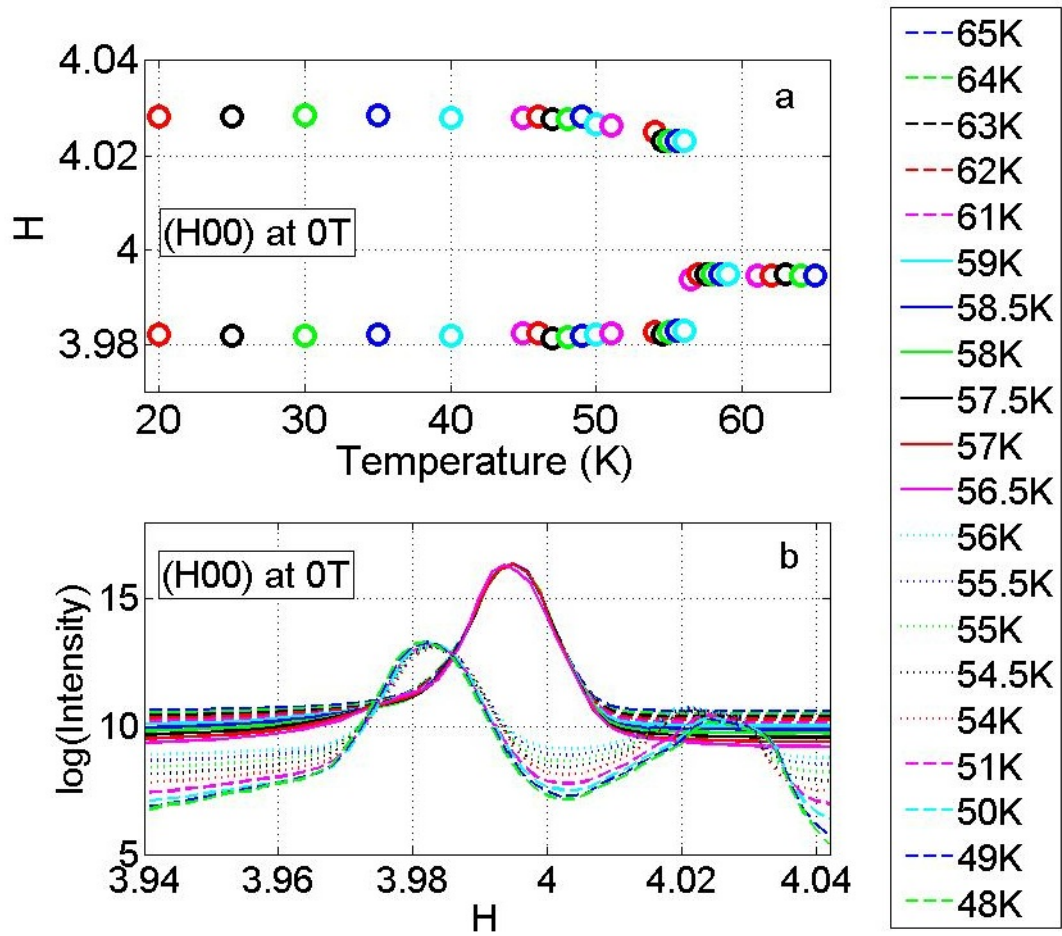 4.04
4.02
4
3.98
H
a
(H00) at 0T
20
30
40
50
60
Temperature (K)
15
10
5
log(Intensity)
b
(H00) at 0T
3.94
3.96
3.98
4
4.02
4.04
H
65K
64K
63K
62K
61K
59K
58.5K
58K
57.5K
57K
56.5K
56K
55.5K
55K
54.5K
54K
51K
50K
49K
48K